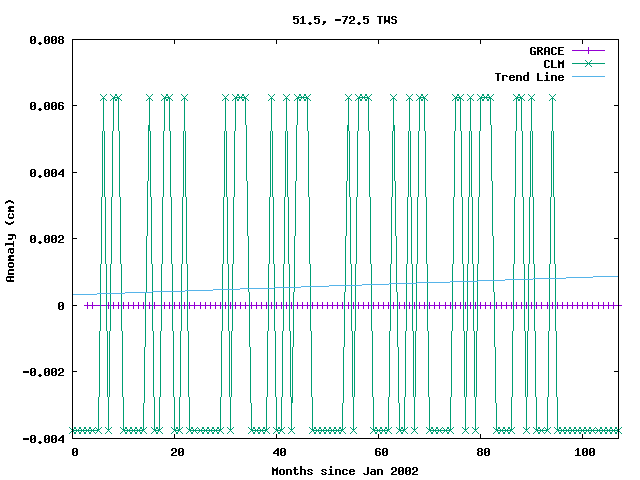 51.5, -72.5 TWS
0.008
0.006
0.004
0.002
0
-0.002
-0.004
Anomaly (cm)
GRACE
CLM
Trend Line
0 20 40 60 80 100
Months since Jan 2002